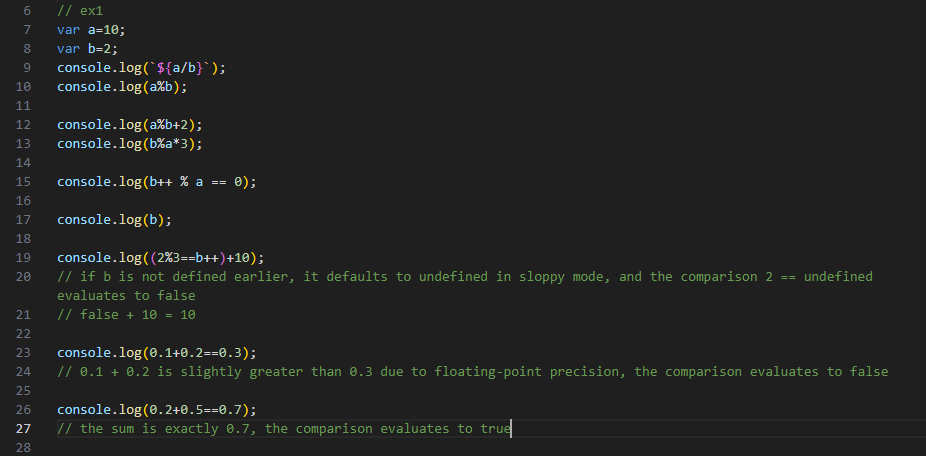 6 // ex1
7 var a=10;
8 var b=2;
9 console.log(`${a/b}`);
10 console.log(a%b);
11
12 console.log(a%b+2);
13 console.log(b%a*3);
14
15 console.log(b++ % a == 0);
16
17 console.log(b);
18
19 console.log((2%3==b++)+10);
20 // if b is not defined earlier, it defaults to undefined in sloppy mode, and the comparison 2 == undefined
evaluates to false
21 // false + 10 = 10
22
23 console.log(0.1+0.2==0.3);
24 // 0.1 + 0.2 is slightly greater than 0.3 due to floating-point precision, the comparison evaluates to false
25
26 console.log(0.2+0.5==0.7);
27 // the sum is exactly 0.7, the comparison evaluates to true
28